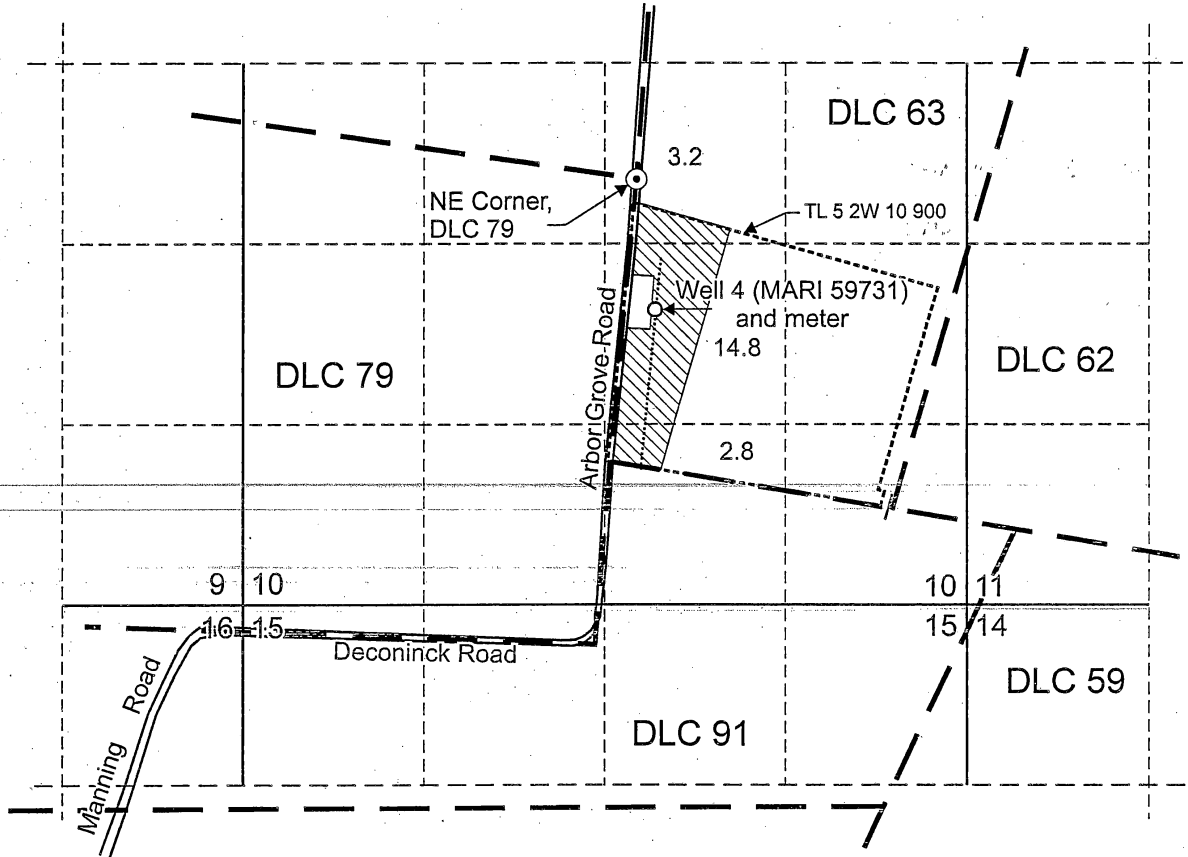 DLC 63
3.2
NE Corner,
DLC 79
TL 5 2W 10 900
Well 4 (MARI 59731)
and meter
14.8
Arbor Grove Road
DLC 79
DLC 62
2.8
9 10
10 11
16 15
15 14
Deconinck Road
Manning Road
DLC 59
DLC 91